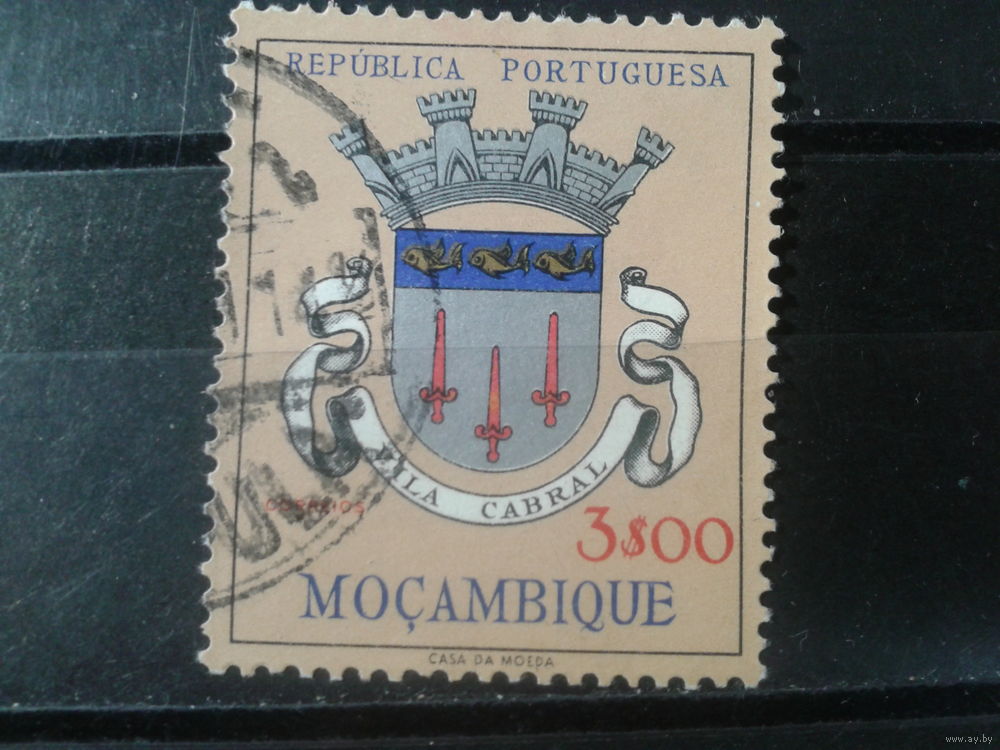 REPÚBLICA PORTUGUESA
VILA CABRAL
CORREIOS
3$00
MOÇAMBIQUE
CASA DA MOEDA
www.ay.by